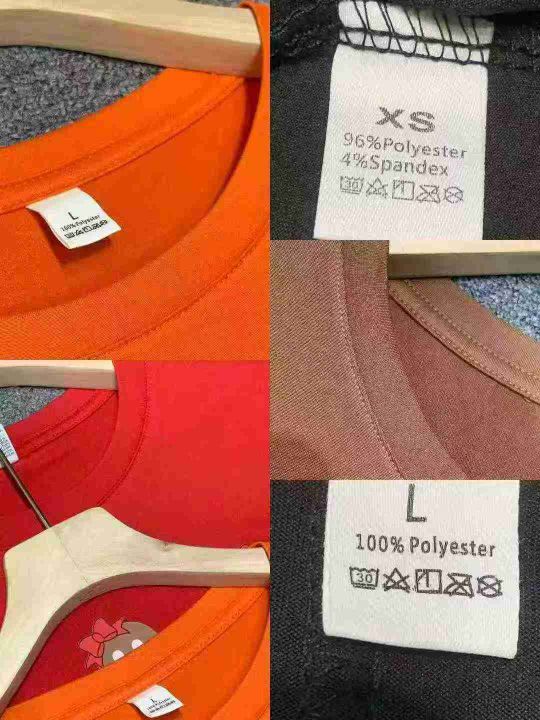 L
100%Polyester
XS
96%Polyester
4%Spandex
30
L
100% Polyester
30
L